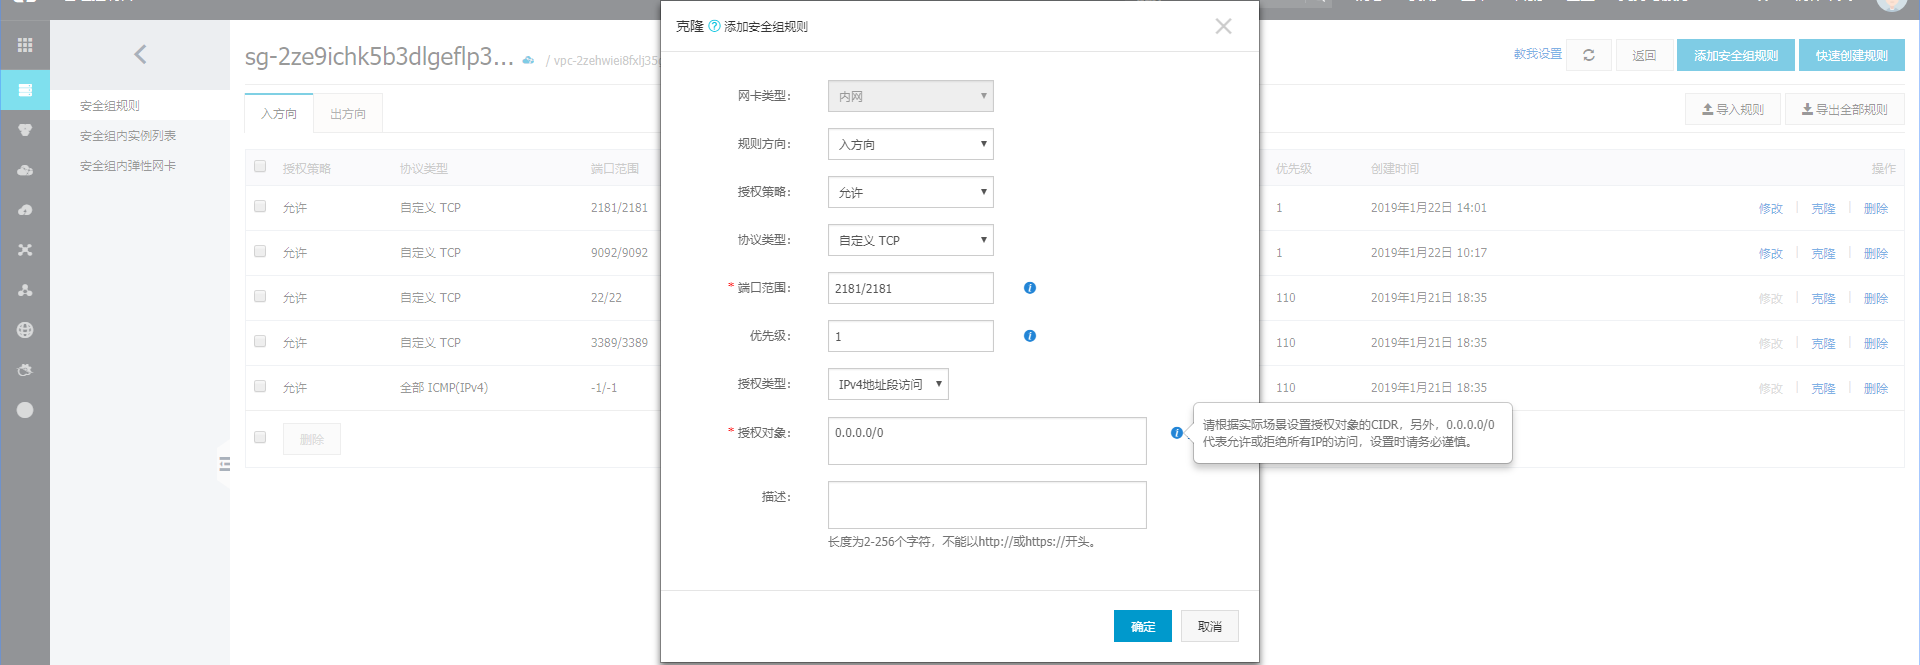 克隆 ? 添加安全组规则
sg-2ze9ichk5b3dlgeflp3... / vpc-2zehwiei8fxlj35
教我设置 返回 添加安全组规则 快速创建规则
安全组规则
安全组内实例列表
安全组内弹性网卡
入方向 出方向
导入规则 导出全部规则
授权策略 协议类型 端口范围 优先级 创建时间 操作
允许 自定义 TCP 2181/2181 1 2019年1月22日 14:01 修改 克隆 删除
允许 自定义 TCP 9092/9092 1 2019年1月22日 10:17 修改 克隆 删除
允许 自定义 TCP 22/22 110 2019年1月21日 18:35 修改 克隆 删除
允许 自定义 TCP 3389/3389 110 2019年1月21日 18:35 修改 克隆 删除
允许 全部 ICMP(IPv4) -1/-1 110 2019年1月21日 18:35 修改 克隆 删除
删除
网卡类型： 内网
规则方向： 入方向
授权策略： 允许
协议类型： 自定义 TCP
* 端口范围： 2181/2181
优先级： 1
授权类型： IPv4地址段访问
* 授权对象： 0.0.0.0/0
请根据实际场景设置授权对象的CIDR，另外，0.0.0.0/0
代表允许或拒绝所有IP的访问，设置时请务必谨慎。
描述：
长度为2-256个字符，不能以http://或https://开头。
确定 取消